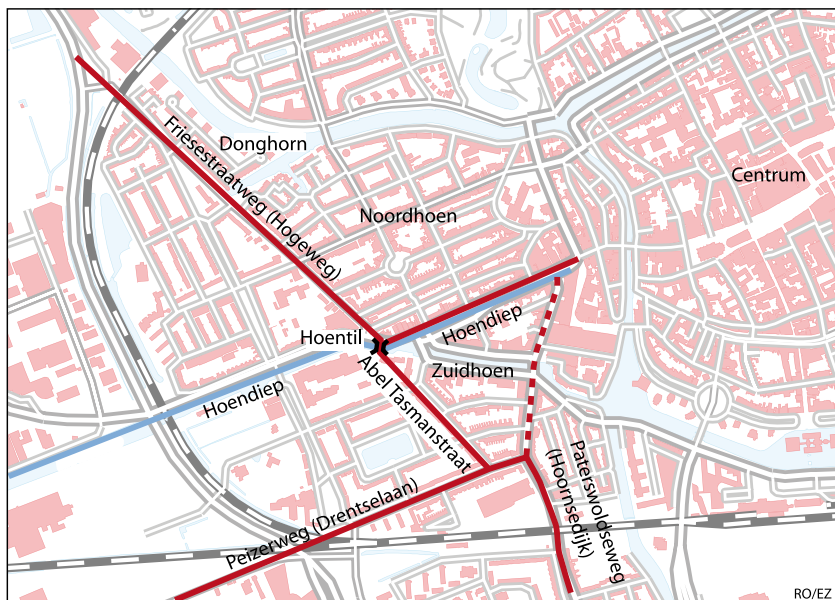 Donghorn
Friesestraatweg (Hogeweg)
Centrum
Noordhoen
Hoentil
Hoendiep
Zuidhoen
Hoendiep
Abel Tasmanstraat
Paterswoldseweg
(Hoornsedijk)
Peizerweg (Drentselaan)
RO/EZ